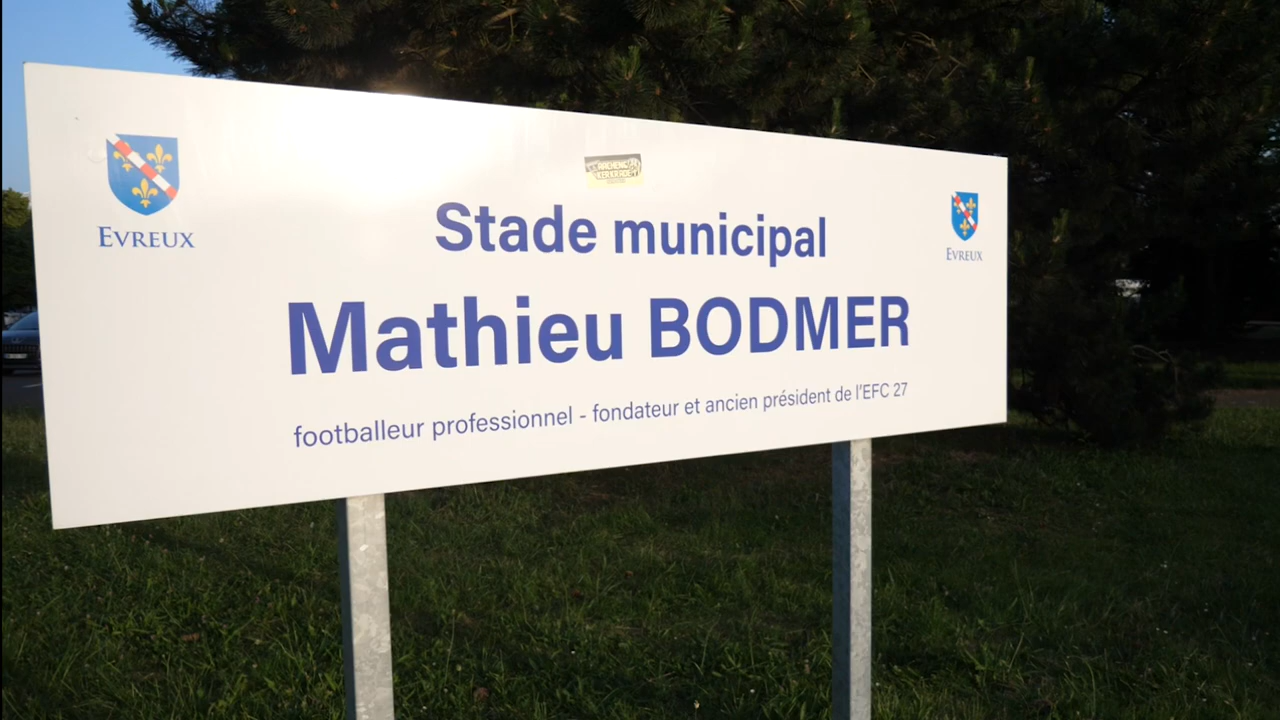 EVREUX
Stade municipal
EVREUX
Mathieu BODMER
footballeur professionnel - fondateur et ancien président de l'EFC 27